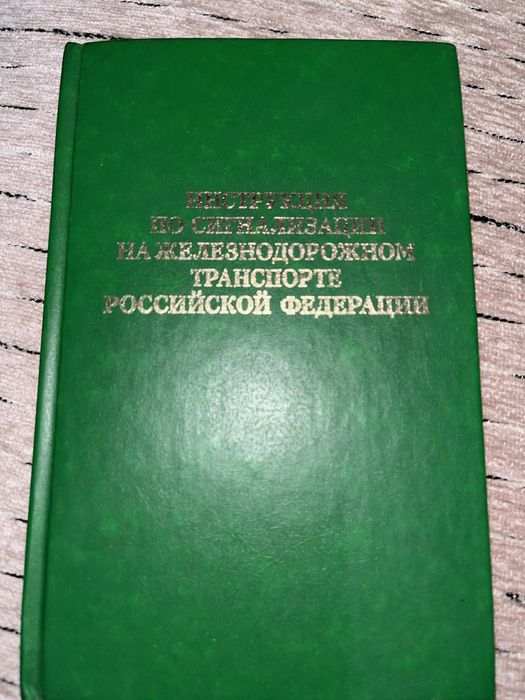 ИНСТРУКЦИЯ
ПО СИГНАЛИЗАЦИИ
НА ЖЕЛЕЗНОДОРОЖНОМ
ТРАНСПОРТЕ
РОССИЙСКОЙ ФЕДЕРАЦИИ